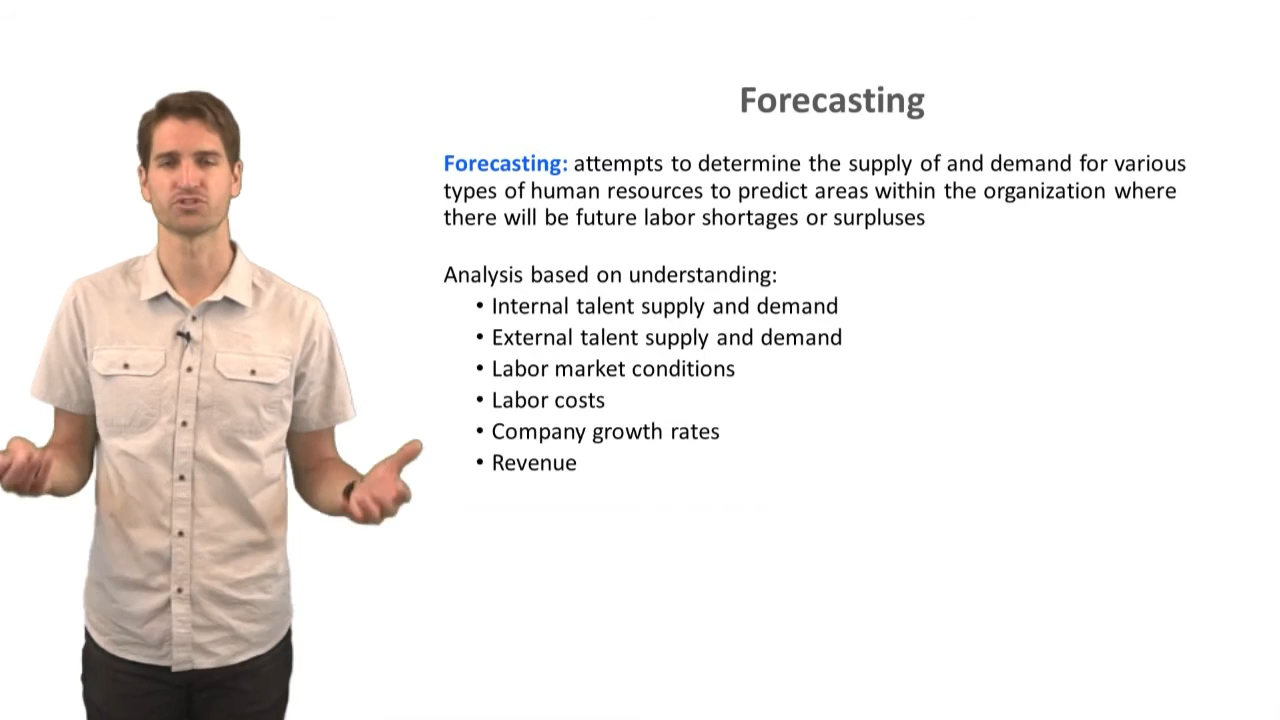 Forecasting
Forecasting: attempts to determine the supply of and demand for various
types of human resources to predict areas within the organization where
there will be future labor shortages or surpluses
Analysis based on understanding:
• Internal talent supply and demand
• External talent supply and demand
• Labor market conditions
• Labor costs
• Company growth rates
• Revenue